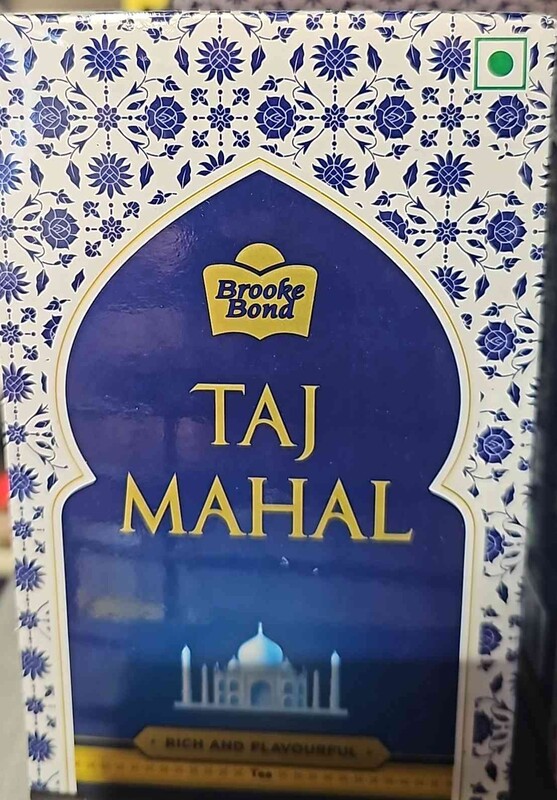 Brooke
Bond
TAJ
MAHAL
RICH AND FLAVOURFUL
Tea